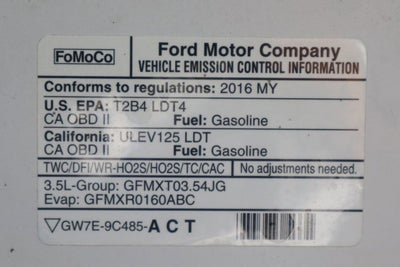 FoMoCo
Ford Motor Company
VEHICLE EMISSION CONTROL INFORMATION
Conforms to regulations: 2016 MY
U.S. EPA: T2B4 LDT4
CA OBD II Fuel: Gasoline
California: ULEV125 LDT
CA OBD II Fuel: Gasoline
TWC/DFI/WR-HO2S/HO2S/TC/CAC No adjustments needed.
3.5L-Group: GFMXT03.54JG
Evap: GFMXR0160ABC
▽GW7E-9C485-A C T